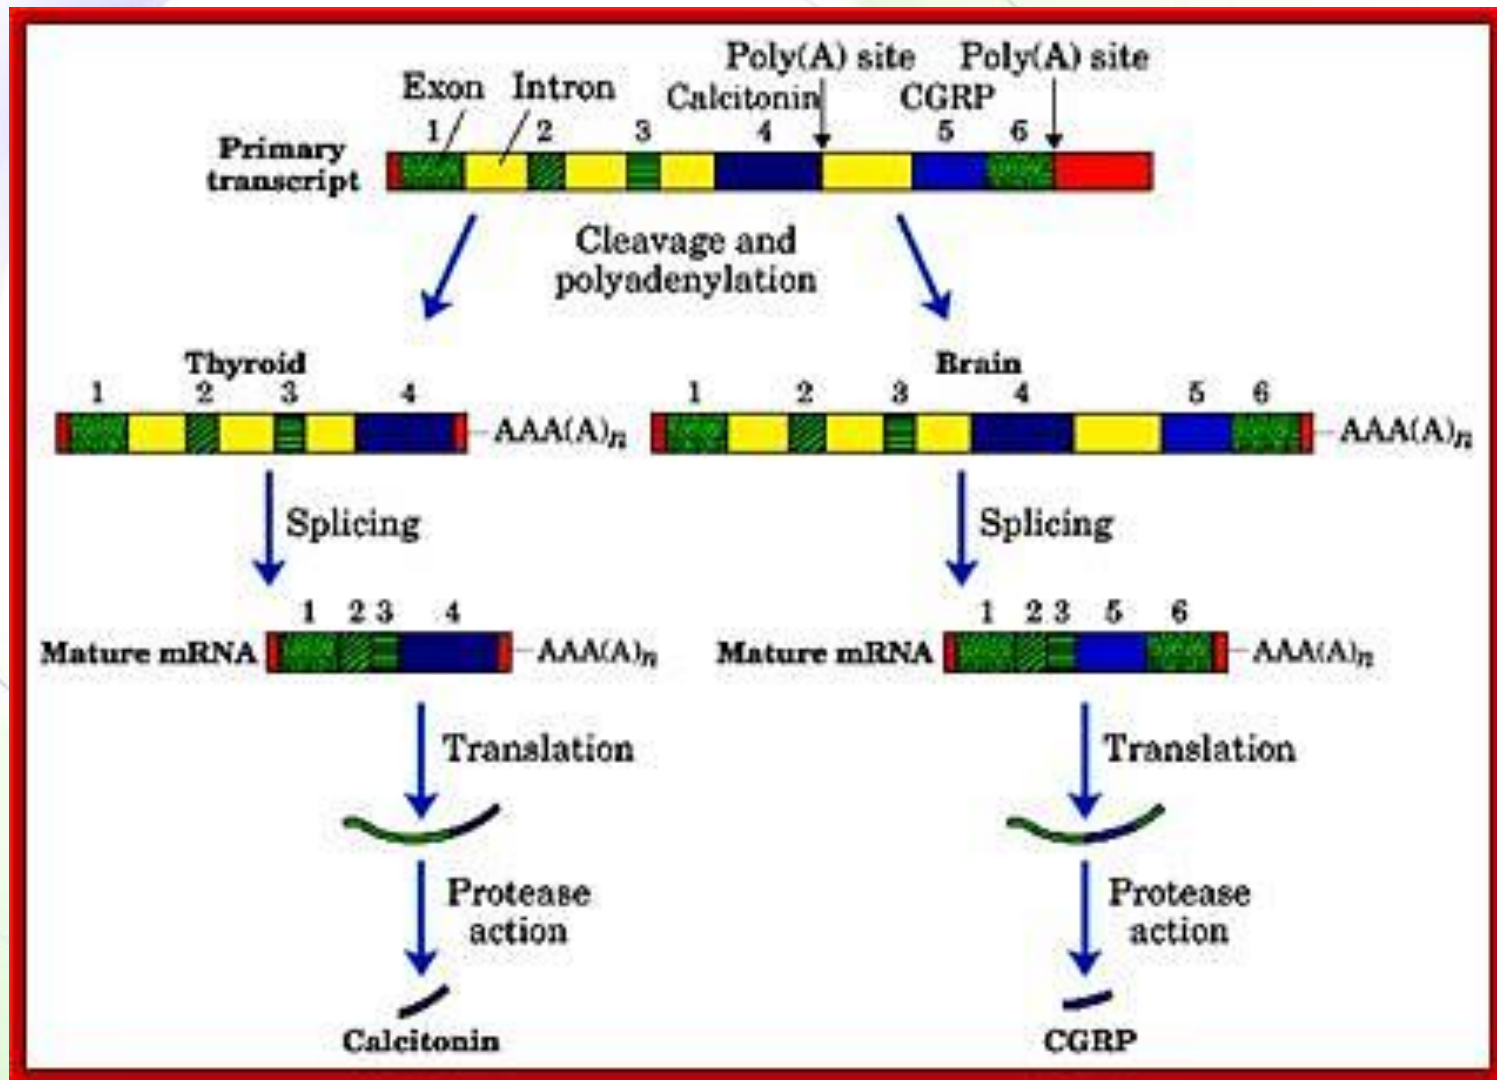 Poly(A) site Poly(A) site
Exon Intron Calcitonin CGRP
1 2 3 4 5 6
Primary
transcript
Cleavage and
polyadenylation
Thyroid
1 2 3 4
AAA(A)n
Brain
1 2 3 4 5 6
AAA(A)n
Splicing
Splicing
1 2 3 4
Mature mRNA AAA(A)n
1 2 3 5 6
Mature mRNA AAA(A)n
Translation
Translation
Protease
action
Protease
action
Calcitonin
CGRP